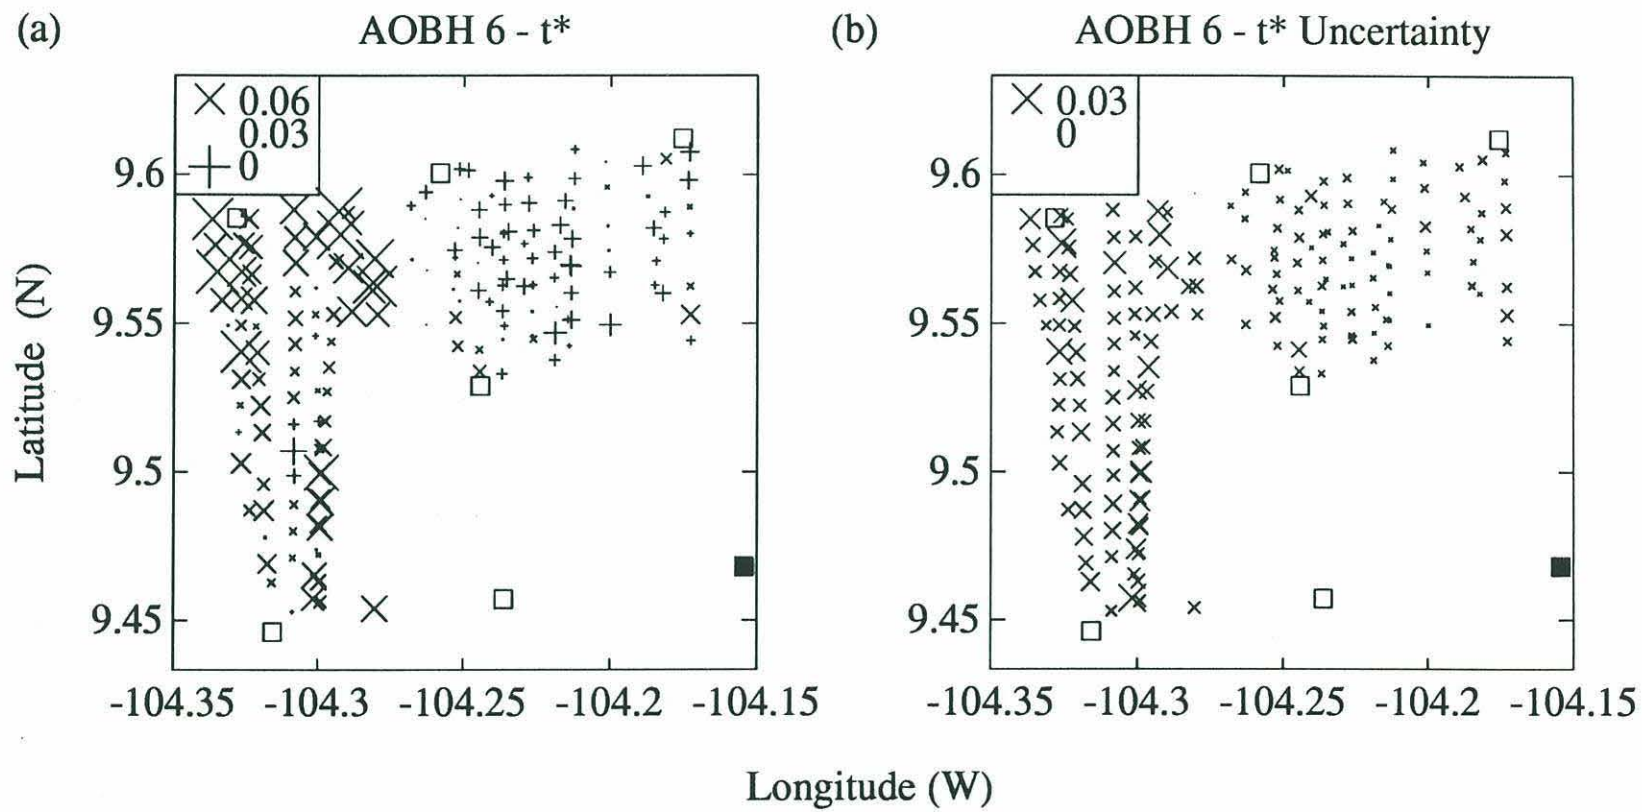 (a)
AOBH 6 - t*
0.06
0.03
0
9.6
9.55
9.5
9.45
-104.35 -104.3 -104.25 -104.2 -104.15
(b)
AOBH 6 - t* Uncertainty
0.03
0
9.6
9.55
9.5
9.45
-104.35 -104.3 -104.25 -104.2 -104.15
Latitude (N)
Longitude (W)